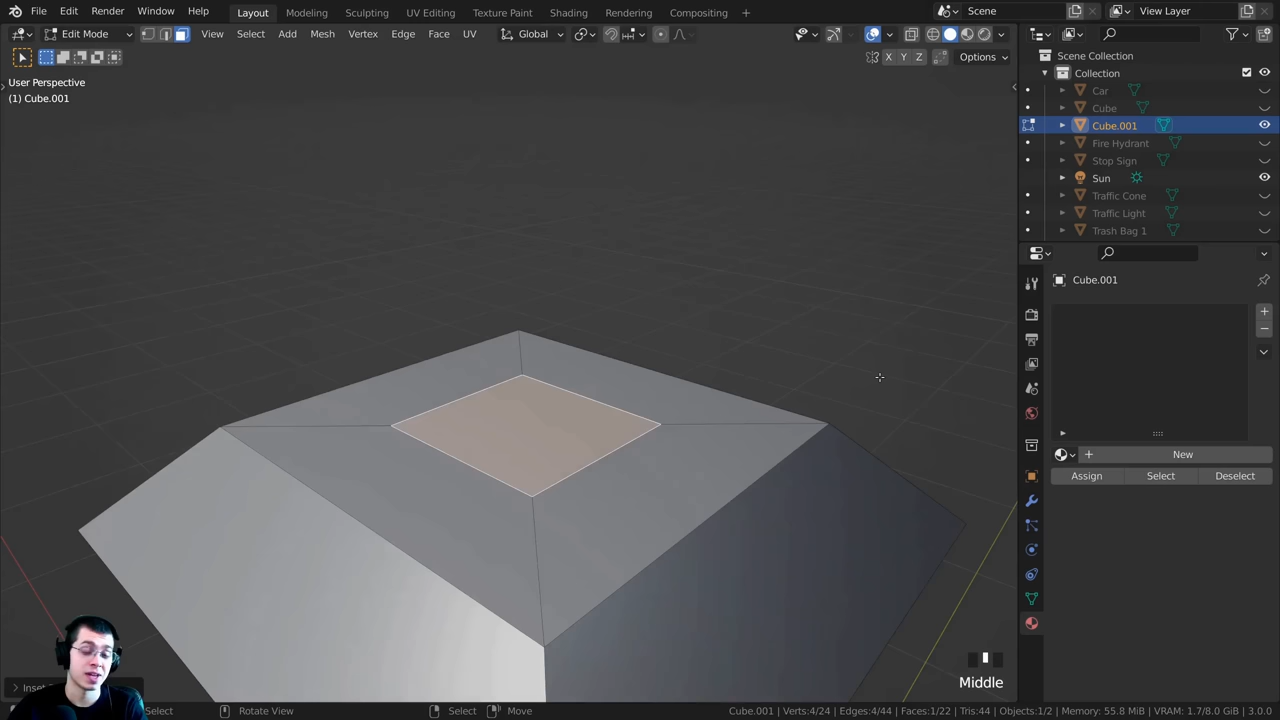 File Edit Render Window Help Layout Modeling Sculpting UV Editing Texture Paint Shading Rendering Compositing Scene View Layer
Edit Mode View Select Add Mesh Vertex Edge Face UV Global
X Y Z Options
User Perspective
(1) Cube.001
Scene Collection
Collection
Car
Cube
Cube.001
Fire Hydrant
Stop Sign
Sun
Traffic Cone
Traffic Light
Trash Bag 1
Cube.001
New
Assign Select Deselect
Inset
Middle
Select Rotate View Select Move Cube.001 | Verts:4/24 | Edges:4/44 | Faces:1/22 | Tris:44 | Objects:1/2 | Memory: 55.8 MiB | VRAM: 1.7/8.0 GiB | 3.0.0